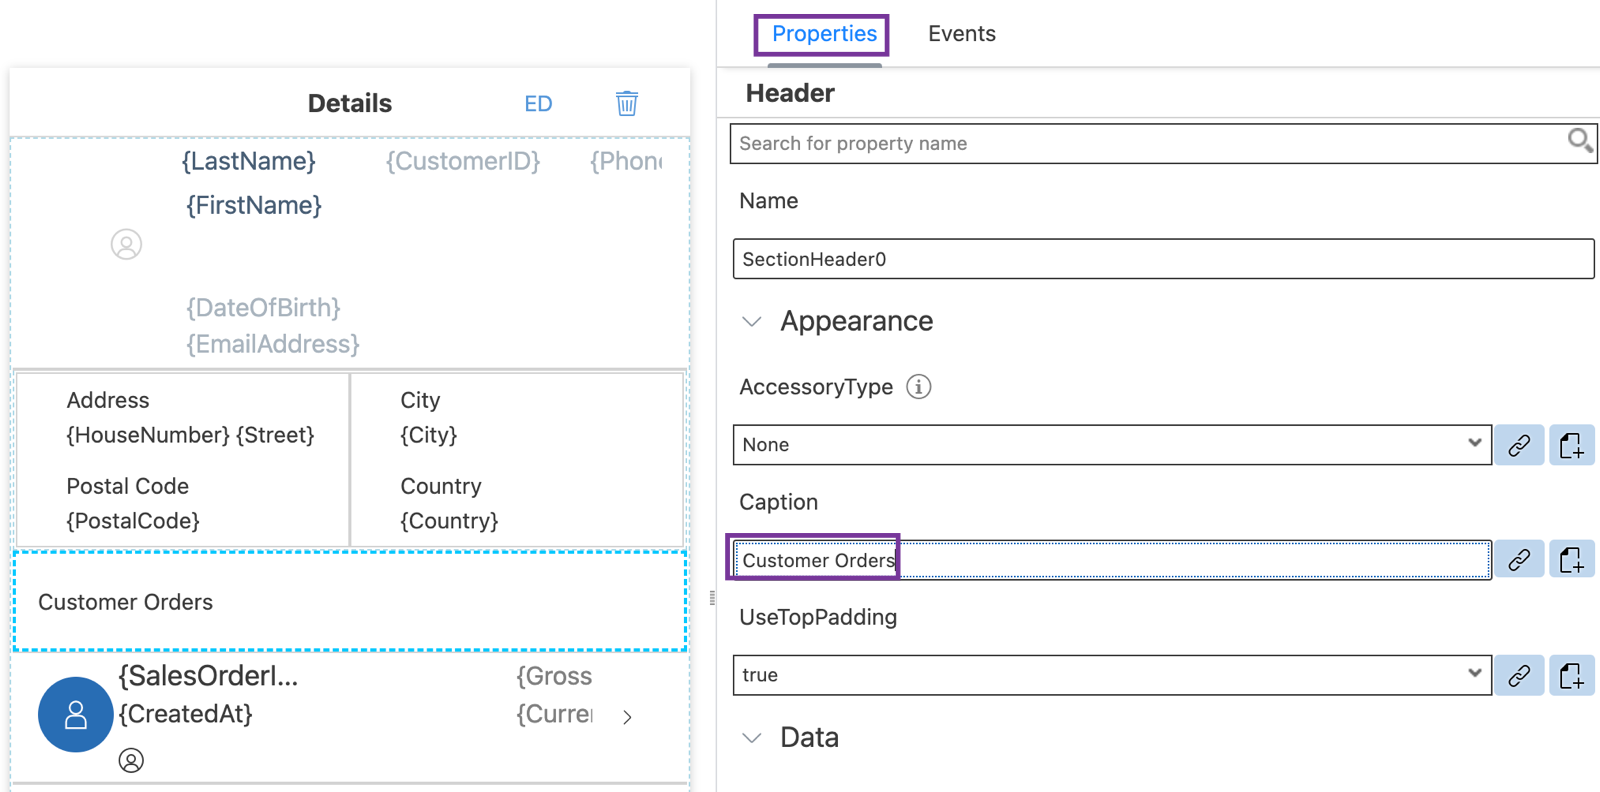 Details
ED
{LastName}
{CustomerID}
{Phone
{FirstName}
{DateOfBirth}
{EmailAddress}
Address
{HouseNumber} {Street}
City
{City}
Postal Code
{PostalCode}
Country
{Country}
Customer Orders
{SalesOrderI...
{Gross
{CreatedAt}
{Curre
Properties
Events
Header
Search for property name
Name
SectionHeader0
Appearance
AccessoryType
None
Caption
Customer Orders
UseTopPadding
true
Data